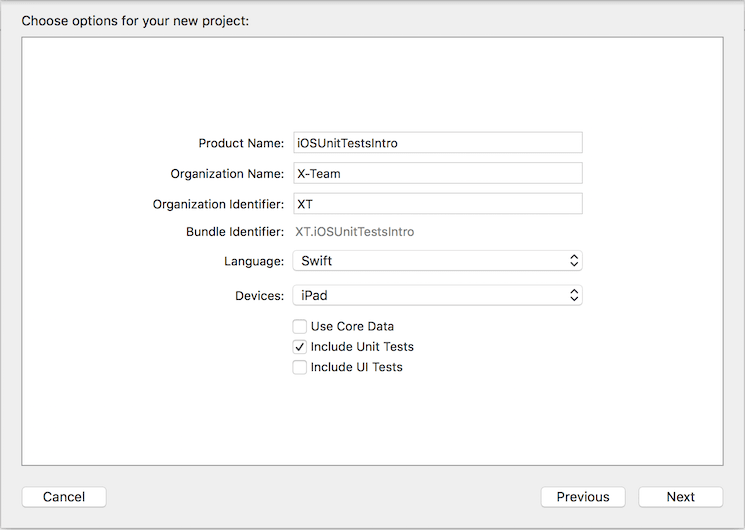 Choose options for your new project:
Product Name: iOSUnitTestsIntro
Organization Name: X-Team
Organization Identifier: XT
Bundle Identifier: XT.iOSUnitTestsIntro
Language: Swift
Devices: iPad
Use Core Data
Include Unit Tests
Include UI Tests
Cancel Previous Next